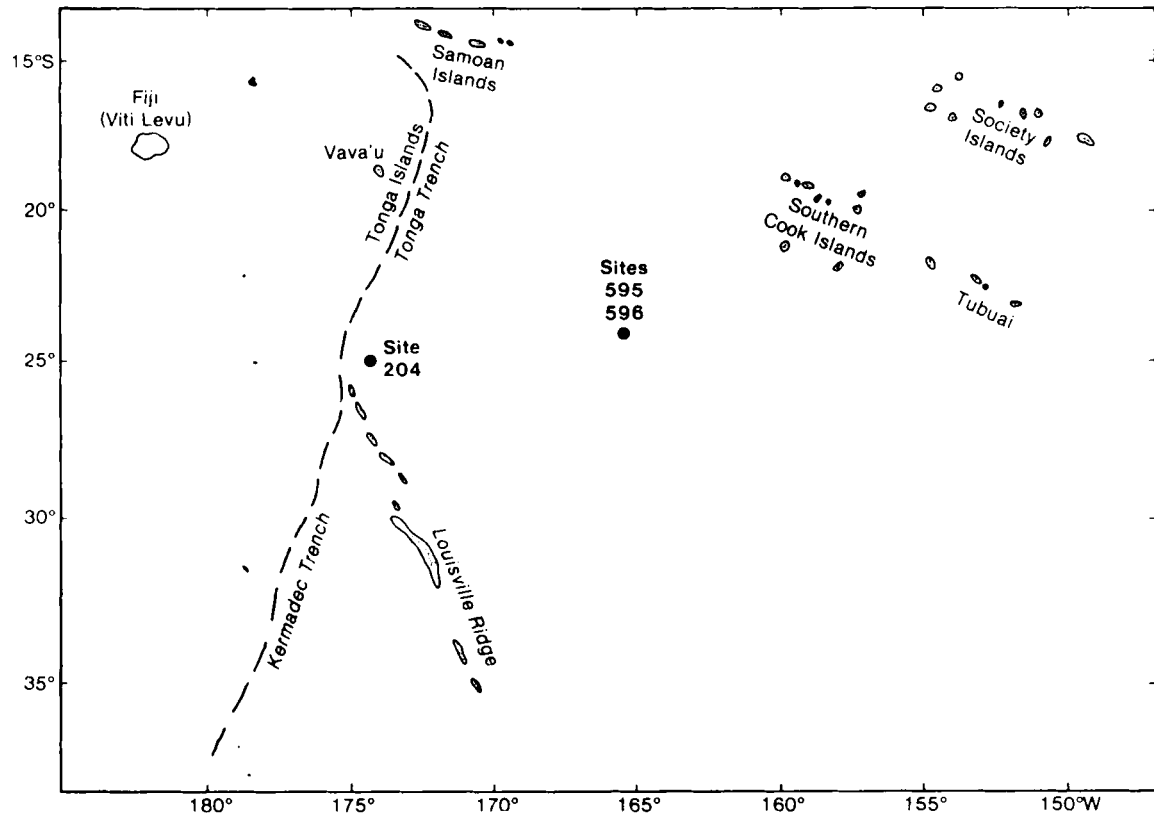 Samoan
Islands
15°S
Fiji
(Viti Levu)
Vava'u
Tonga Islands
Tonga Trench
Society
Islands
20°
Southern
Cook Islands
Tubuai
Sites
595
596
25°
Site
204
30°
Louisville Ridge
Kermadec Trench
35°
180°
175°
170°
165°
160°
155°
150°W